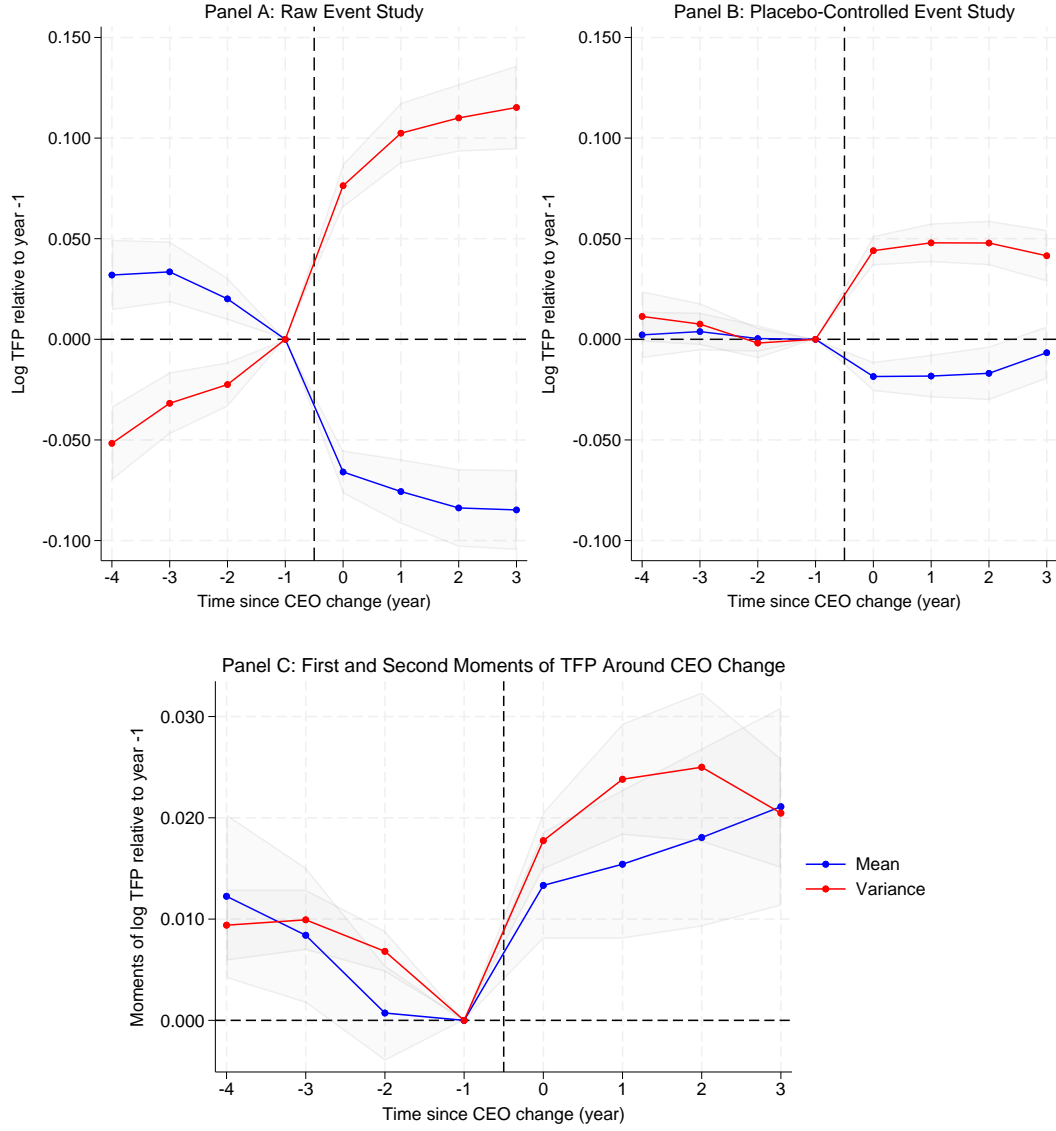 Panel A: Raw Event Study
0.150
0.100
0.050
0.000
-0.050
-0.100
Log TFP relative to year -1
-4 -3 -2 -1 0 1 2 3
Time since CEO change (year)
Panel B: Placebo-Controlled Event Study
0.150
0.100
0.050
0.000
-0.050
-0.100
Log TFP relative to year -1
-4 -3 -2 -1 0 1 2 3
Time since CEO change (year)
Panel C: First and Second Moments of TFP Around CEO Change
0.030
0.020
0.010
0.000
Moments of log TFP relative to year -1
-4 -3 -2 -1 0 1 2 3
Time since CEO change (year)
Mean
Variance